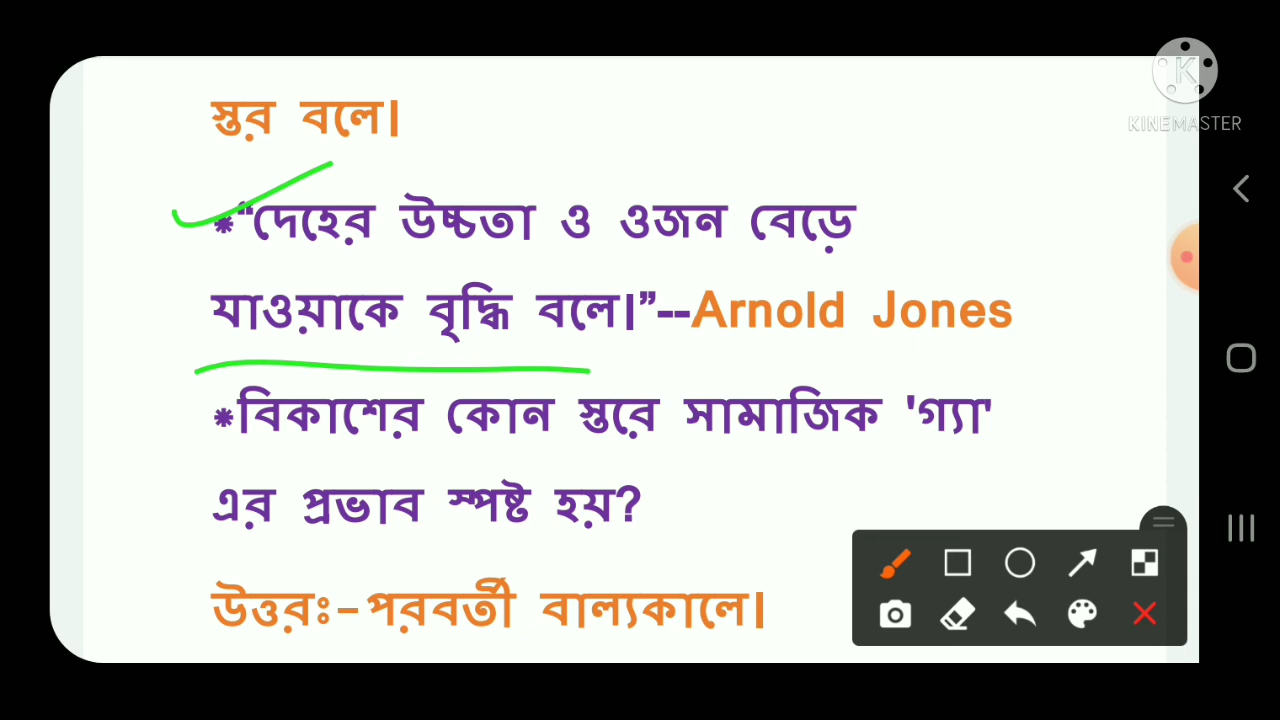 স্তর বলে।
KINEMASTER
*“দেহের উচ্চতা ও ওজন বেড়ে
যাওয়াকে বৃদ্ধি বলে।”--Arnold Jones
*বিকাশের কোন স্তরে সামাজিক 'গ্যা'
এর প্রভাব স্পষ্ট হয়?
উত্তরঃ-পরবর্তী বাল্যকালে।